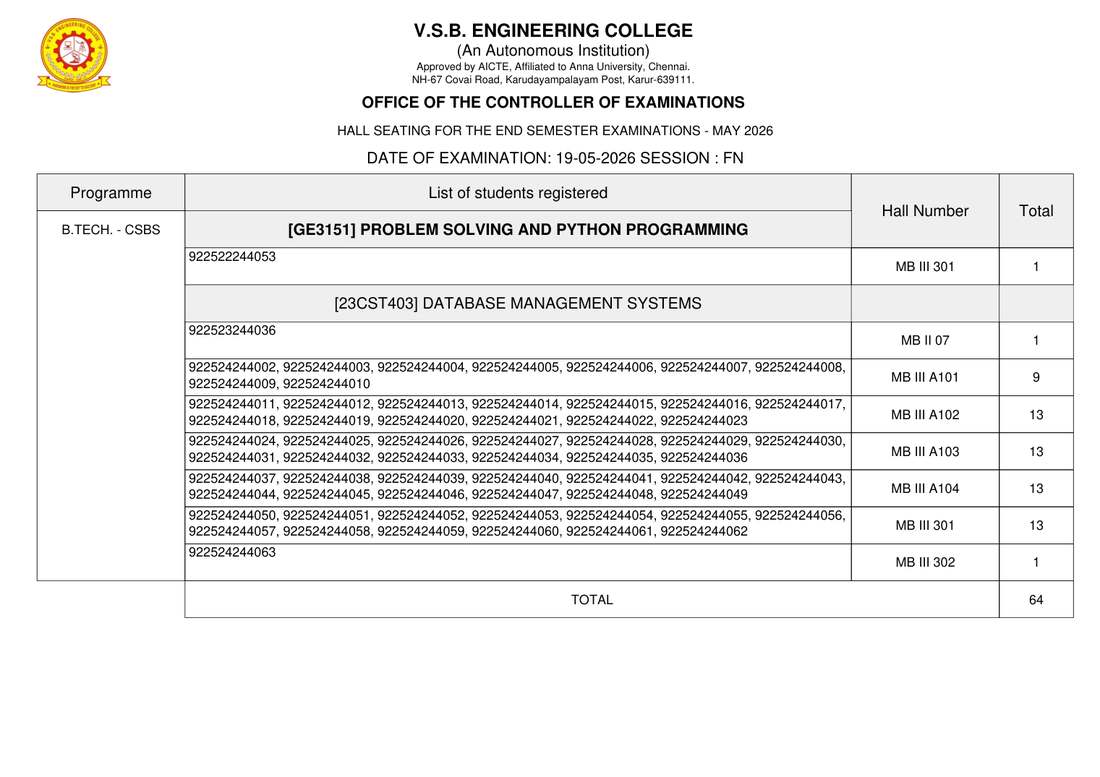 V.S.B. ENGINEERING COLLEGE
(An Autonomous Institution)
Approved by AICTE, Affiliated to Anna University, Chennai.
NH-67 Covai Road, Karudayampalayam Post, Karur-639111.
OFFICE OF THE CONTROLLER OF EXAMINATIONS
HALL SEATING FOR THE END SEMESTER EXAMINATIONS - MAY 2026
DATE OF EXAMINATION: 19-05-2026 SESSION : FN
Programme List of students registered Hall Number Total
B.TECH. - CSBS [GE3151] PROBLEM SOLVING AND PYTHON PROGRAMMING
922522244053 MB III 301 1
[23CST403] DATABASE MANAGEMENT SYSTEMS
922523244036 MB II 07 1
922524244002, 922524244003, 922524244004, 922524244005, 922524244006, 922524244007, 922524244008,
922524244009, 922524244010 MB III A101 9
922524244011, 922524244012, 922524244013, 922524244014, 922524244015, 922524244016, 922524244017,
922524244018, 922524244019, 922524244020, 922524244021, 922524244022, 922524244023 MB III A102 13
922524244024, 922524244025, 922524244026, 922524244027, 922524244028, 922524244029, 922524244030,
922524244031, 922524244032, 922524244033, 922524244034, 922524244035, 922524244036 MB III A103 13
922524244037, 922524244038, 922524244039, 922524244040, 922524244041, 922524244042, 922524244043,
922524244044, 922524244045, 922524244046, 922524244047, 922524244048, 922524244049 MB III A104 13
922524244050, 922524244051, 922524244052, 922524244053, 922524244054, 922524244055, 922524244056,
922524244057, 922524244058, 922524244059, 922524244060, 922524244061, 922524244062 MB III 301 13
922524244063 MB III 302 1
TOTAL 64